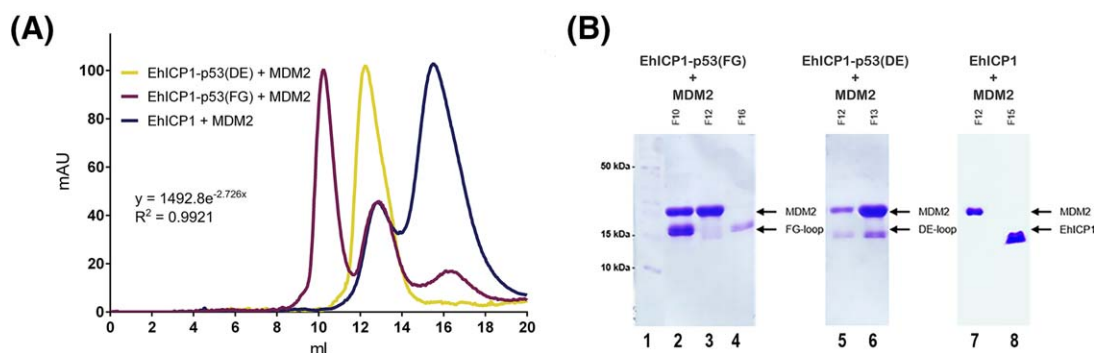 (A)
100
80
60
40
20
0
mAU
EhICP1-p53(DE) + MDM2
EhICP1-p53(FG) + MDM2
EhICP1 + MDM2
y = 1492.8e^-2.726x
R² = 0.9921
0 2 4 6 8 10 12 14 16 18 20
ml
(B)
EhICP1-p53(FG)
+
MDM2
EhICP1-p53(DE)
+
MDM2
EhICP1
+
MDM2
F10 F12 F16
F12 F13
F12 F15
50 kDa
15 kDa
10 kDa
MDM2
FG-loop
MDM2
DE-loop
MDM2
EhICP1
1 2 3 4 5 6 7 8